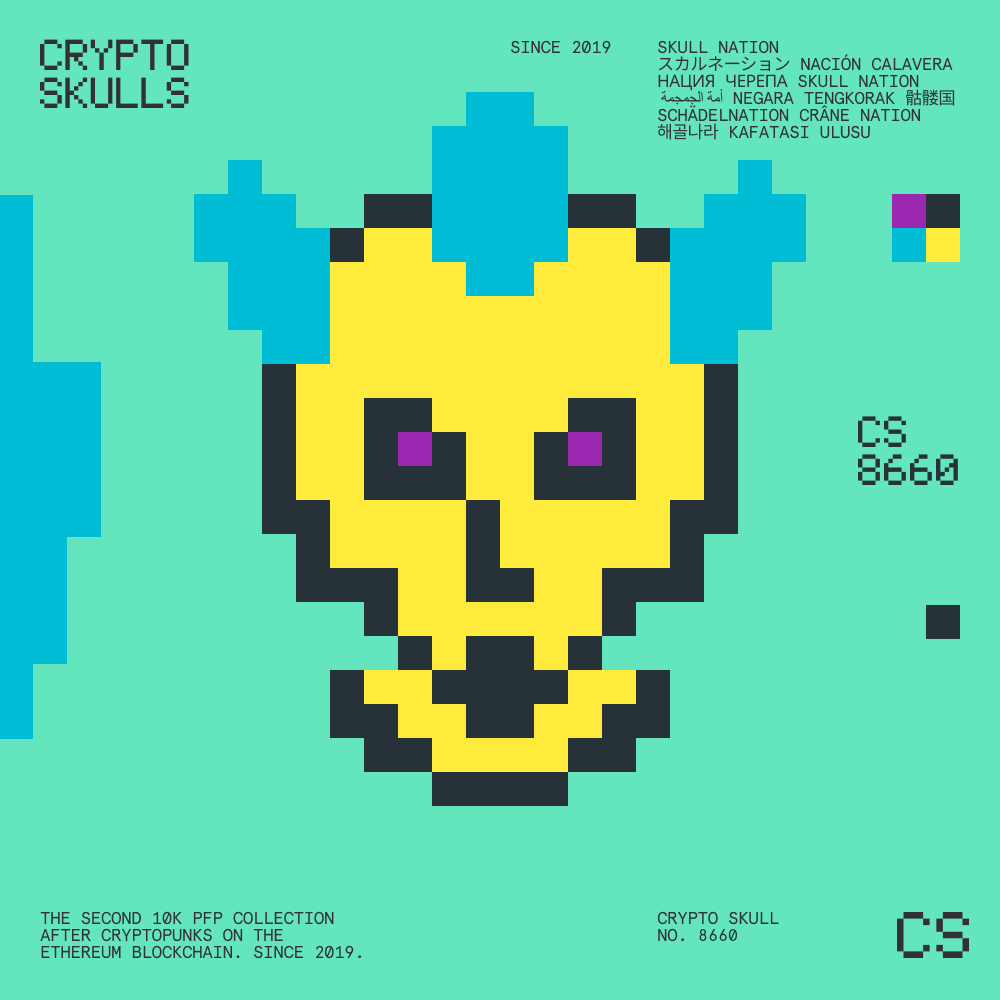 CRYPTO
SKULLS
SINCE 2019
SKULL NATION
スカルネーション NACIÓN CALAVERA
НАЦИЯ ЧЕРЕПА SKULL NATION
أمة الجمجمة NEGARA TENGKORAK 骷髅国
SCHÄDELNATION CRÂNE NATION
해골나라 KAFATASI ULUSU
CS
8660
THE SECOND 10K PFP COLLECTION
AFTER CRYPTOPUNKS ON THE
ETHEREUM BLOCKCHAIN. SINCE 2019.
CRYPTO SKULL
NO. 8660
CS